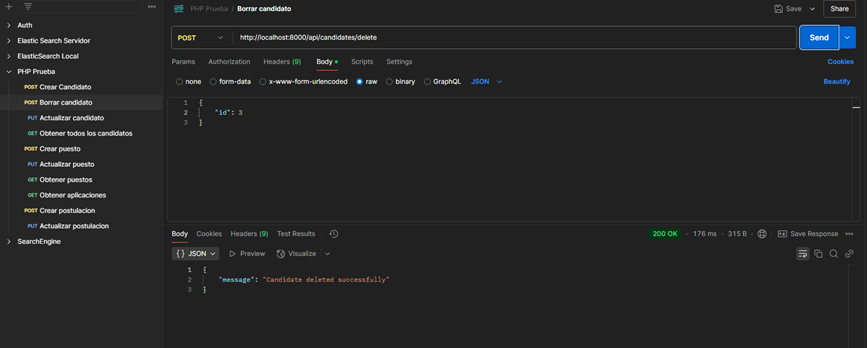 PHP Prueba / Borrar candidato
Save
Share
Auth
Elastic Search Servidor
ElasticSearch Local
PHP Prueba
POST Crear Candidato
POST Borrar candidato
PUT Actualizar candidato
GET Obtener todos los candidatos
POST Crear puesto
PUT Actualizar puesto
GET Obtener puestos
GET Obtener aplicaciones
POST Crear postulacion
PUT Actualizar postulacion
SearchEngine
POST
http://localhost:8000/api/candidates/delete
Send
Params Authorization Headers (9) Body Scripts Settings
Cookies
none form-data x-www-form-urlencoded raw binary GraphQL JSON
Beautify
1 {
2 "id": 3
3 }
Body Cookies Headers (9) Test Results
200 OK • 176 ms • 315 B
Save Response
{} JSON Preview Visualize
1 {
2 "message": "Candidate deleted successfully"
3 }